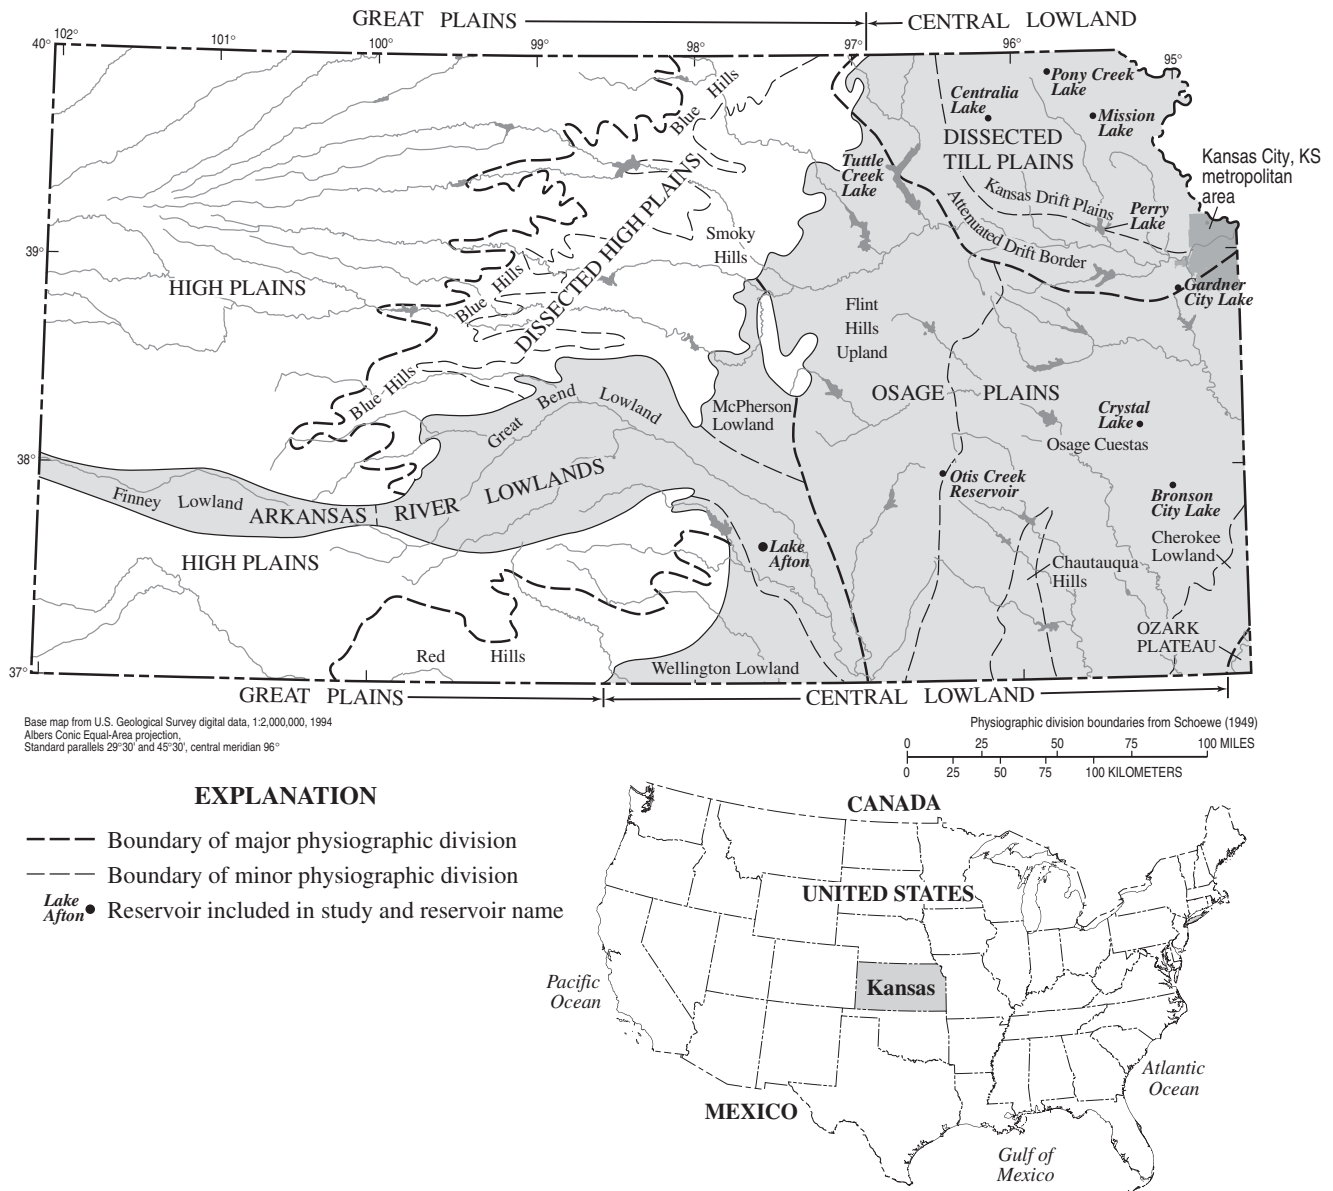 GREAT PLAINS
CENTRAL LOWLAND
40°
102°
101°
100°
99°
98°
97°
96°
95°
Pony Creek
Lake
Centralia
Lake
Mission
Lake
Blue Hills
DISSECTED
TILL PLAINS
Tuttle
Creek
Lake
Kansas City, KS
metropolitan
area
Kansas Drift Plains
Perry
Lake
Attenuated Drift Border
Smoky
Hills
39°
HIGH PLAINS
Blue Hills
DISSECTED HIGH PLAINS
Gardner
City Lake
Flint
Hills
Upland
Blue Hills
Great Bend Lowland
McPherson
Lowland
OSAGE PLAINS
Crystal
Lake
Osage Cuestas
38°
Finney Lowland
ARKANSAS RIVER LOWLANDS
Otis Creek
Reservoir
Bronson
City Lake
Cherokee
Lowland
HIGH PLAINS
Lake
Afton
Chautauqua
Hills
OZARK
PLATEAU
Red Hills
Wellington Lowland
37°
GREAT PLAINS
CENTRAL LOWLAND
Base map from U.S. Geological Survey digital data, 1:2,000,000, 1994
Albers Conic Equal-Area projection,
Standard parallels 29°30' and 45°30', central meridian 96°
Physiographic division boundaries from Schoewe (1949)
0 25 50 75 100 MILES
0 25 50 75 100 KILOMETERS
EXPLANATION
Boundary of major physiographic division
Boundary of minor physiographic division
Lake
Afton
Reservoir included in study and reservoir name
CANADA
UNITED STATES
Kansas
Pacific
Ocean
Atlantic
Ocean
MEXICO
Gulf of
Mexico